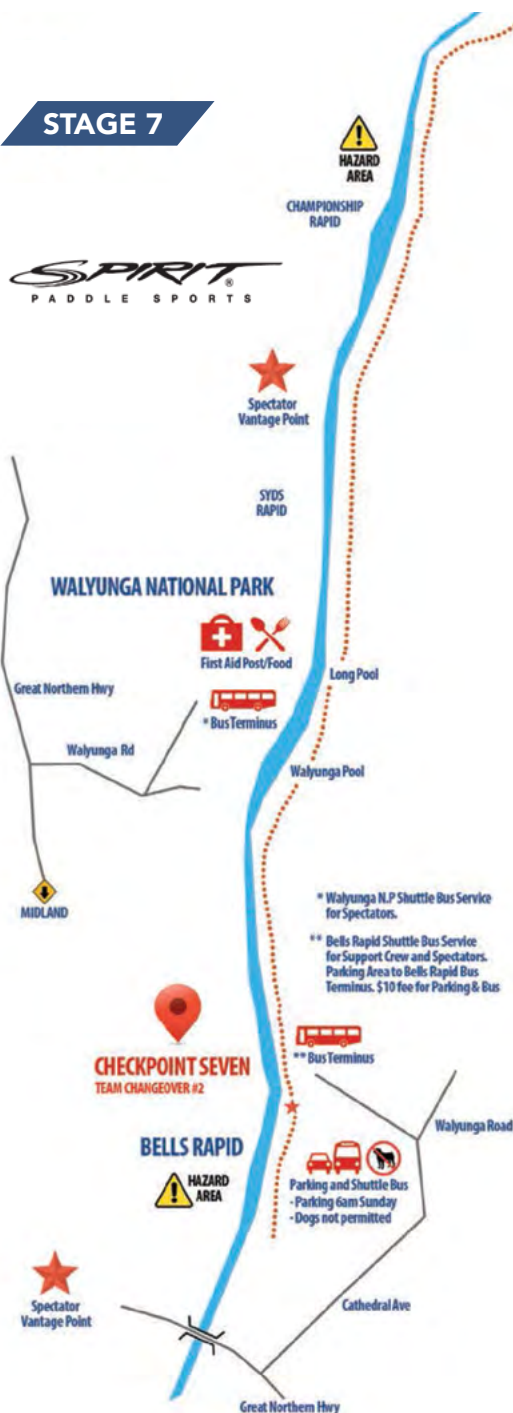 STAGE 7
HAZARD
AREA
CHAMPIONSHIP
RAPID
SPIRIT®
PADDLE SPORTS
Spectator
Vantage Point
SYDS
RAPID
WALYUNGA NATIONAL PARK
First Aid Post/Food
Long Pool
Great Northern Hwy
* Bus Terminus
Walyunga Rd
Walyunga Pool
MIDLAND
* Walyunga N.P Shuttle Bus Service
for Spectators.
** Bells Rapid Shuttle Bus Service
for Support Crew and Spectators.
Parking Area to Bells Rapid Bus
Terminus. $10 fee for Parking & Bus
CHECKPOINT SEVEN
TEAM CHANGEOVER #2
** Bus Terminus
Walyunga Road
BELLS RAPID
HAZARD
AREA
Parking and Shuttle Bus
- Parking 6am Sunday
- Dogs not permitted
Spectator
Vantage Point
Cathedral Ave
Great Northern Hwy